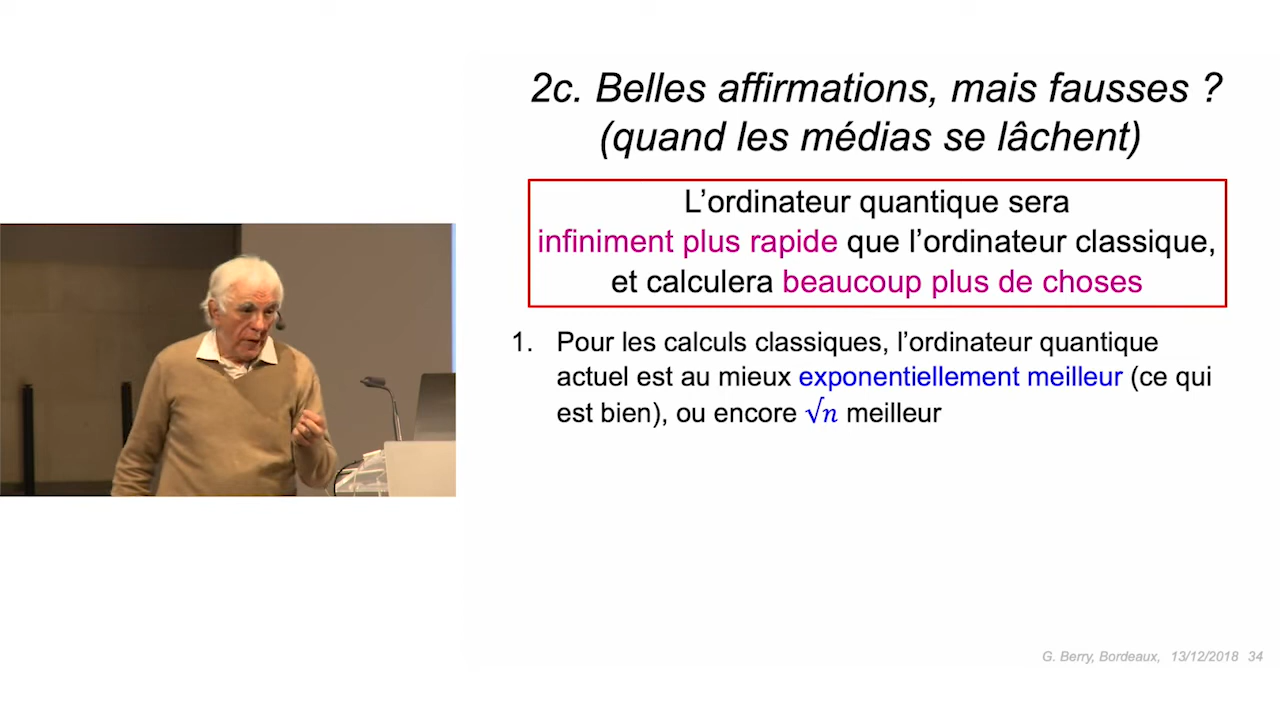 2c. Belles affirmations, mais fausses ?
(quand les médias se lâchent)
L’ordinateur quantique sera
infiniment plus rapide que l’ordinateur classique,
et calculera beaucoup plus de choses
1. Pour les calculs classiques, l’ordinateur quantique
actuel est au mieux exponentiellement meilleur (ce qui
est bien), ou encore √n meilleur
G. Berry, Bordeaux, 13/12/2018 34